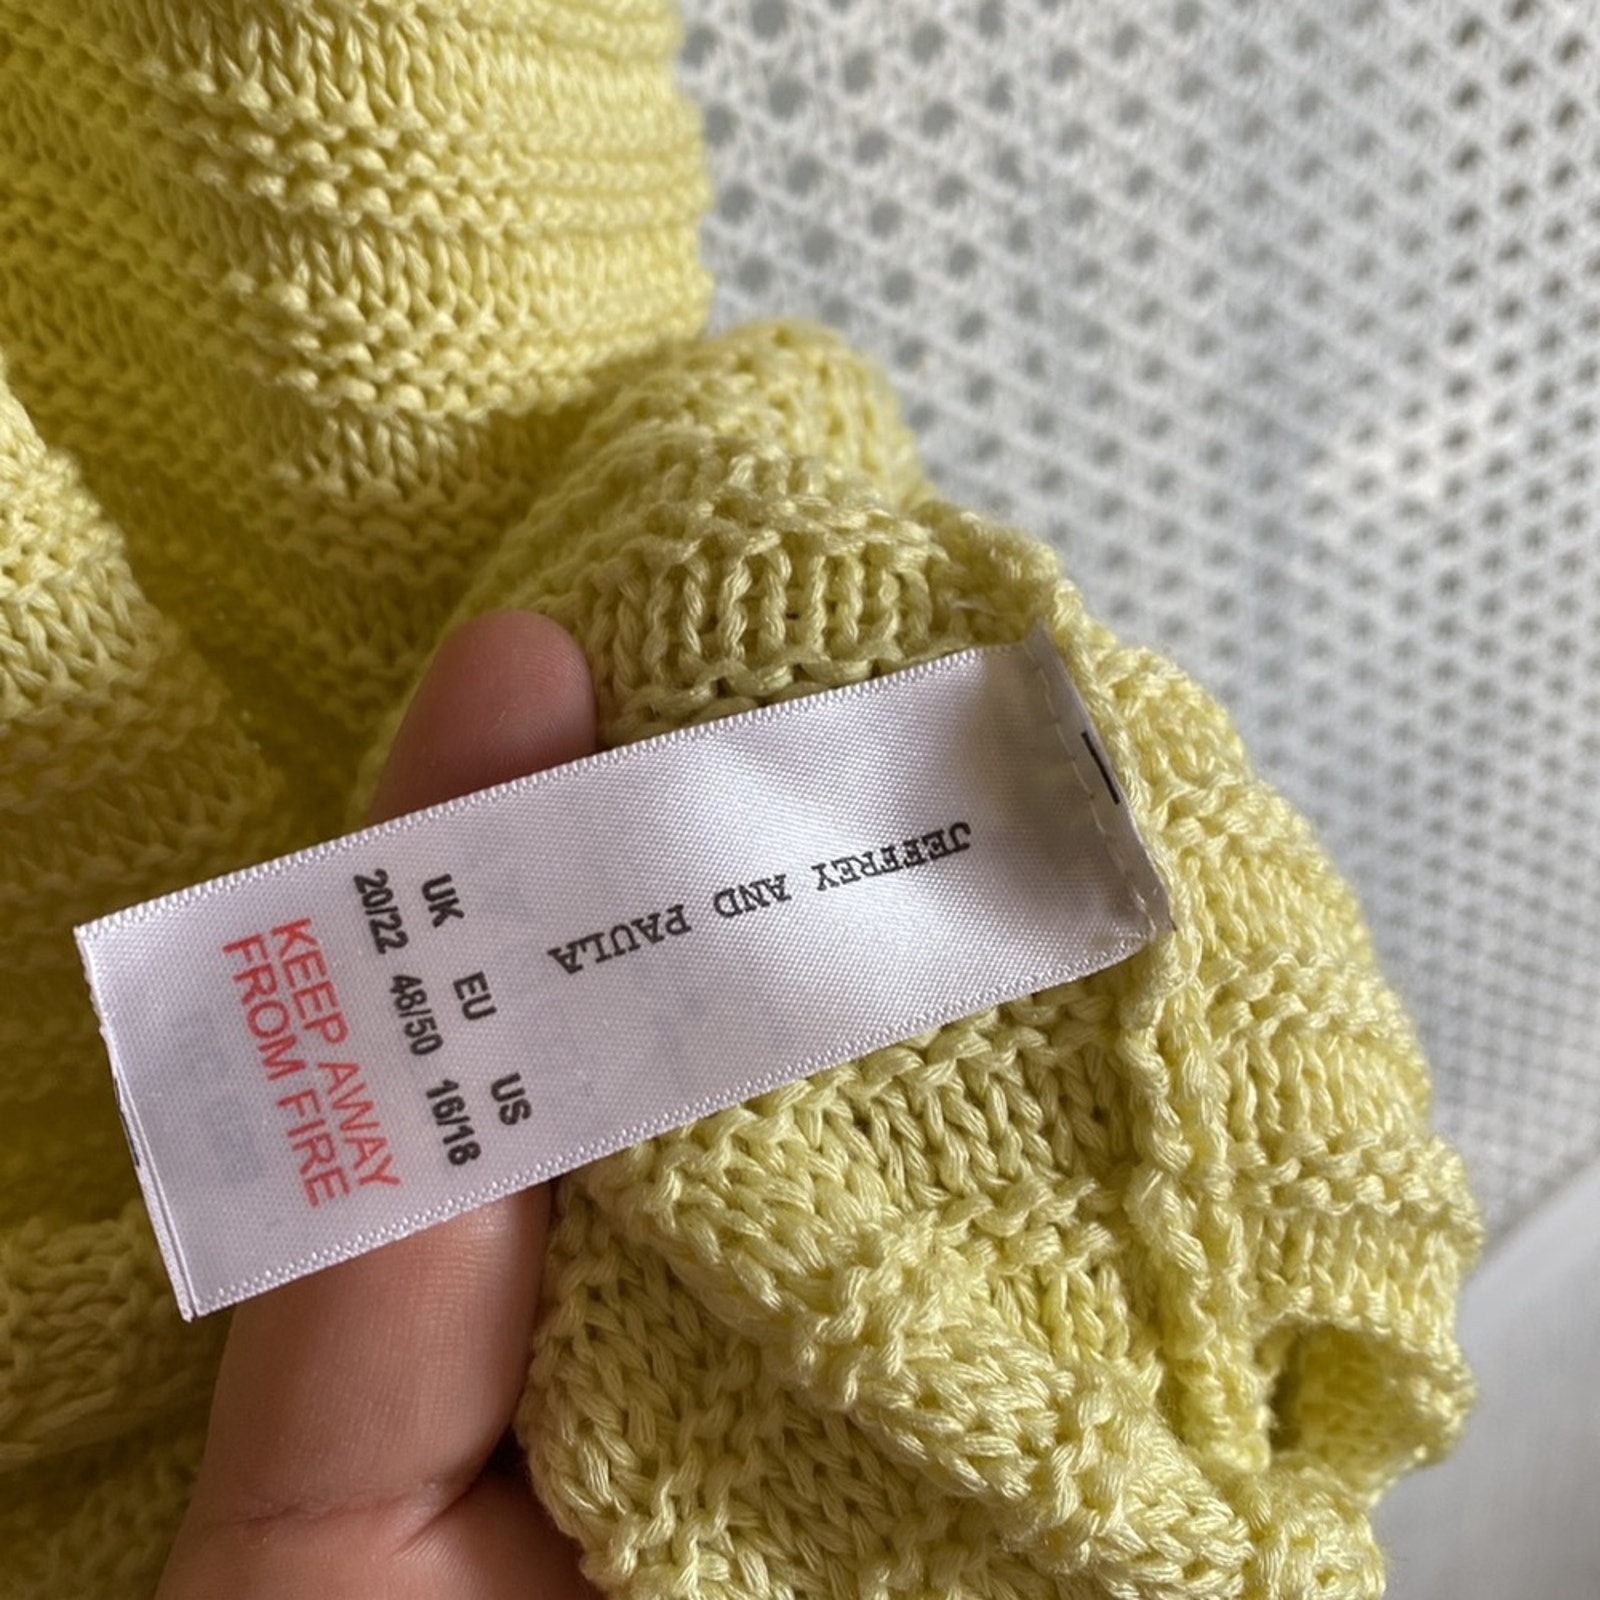 JEFFREY AND PAULA
UK EU US
20/22 48/50 16/18
KEEP AWAY
FROM FIRE